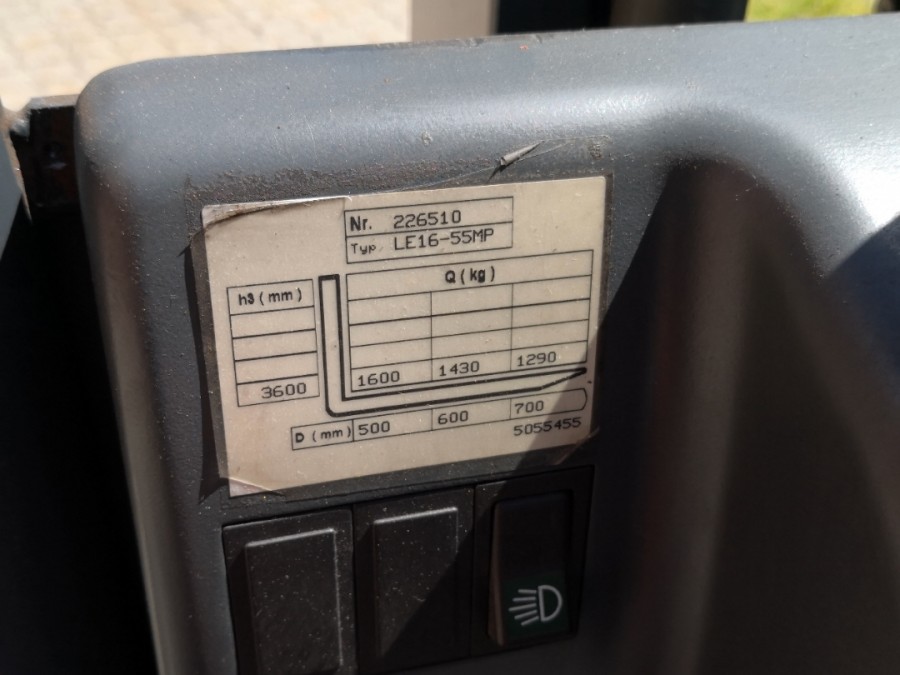 Nr. 226510
Typ LE16-55MP
Q (kg)
h3 (mm)
3600
1600 1430 1290
D (mm) 500 600 700
5055455